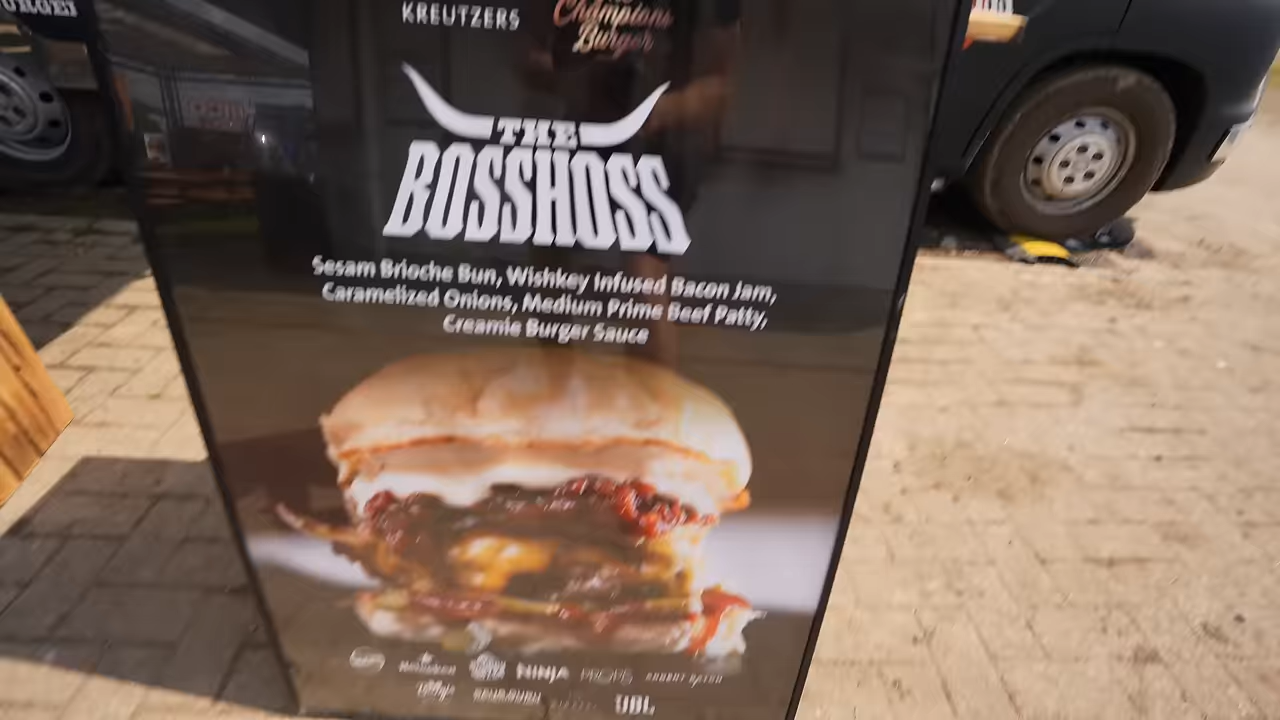 KREUTZERS
Champions
Burger
THE
BOSSHOSS
Sesam Brioche Bun, Wishkey Infused Bacon Jam,
Caramelized Onions, Medium Prime Beef Patty,
Creamie Burger Sauce
NINJA PROPS
JBL